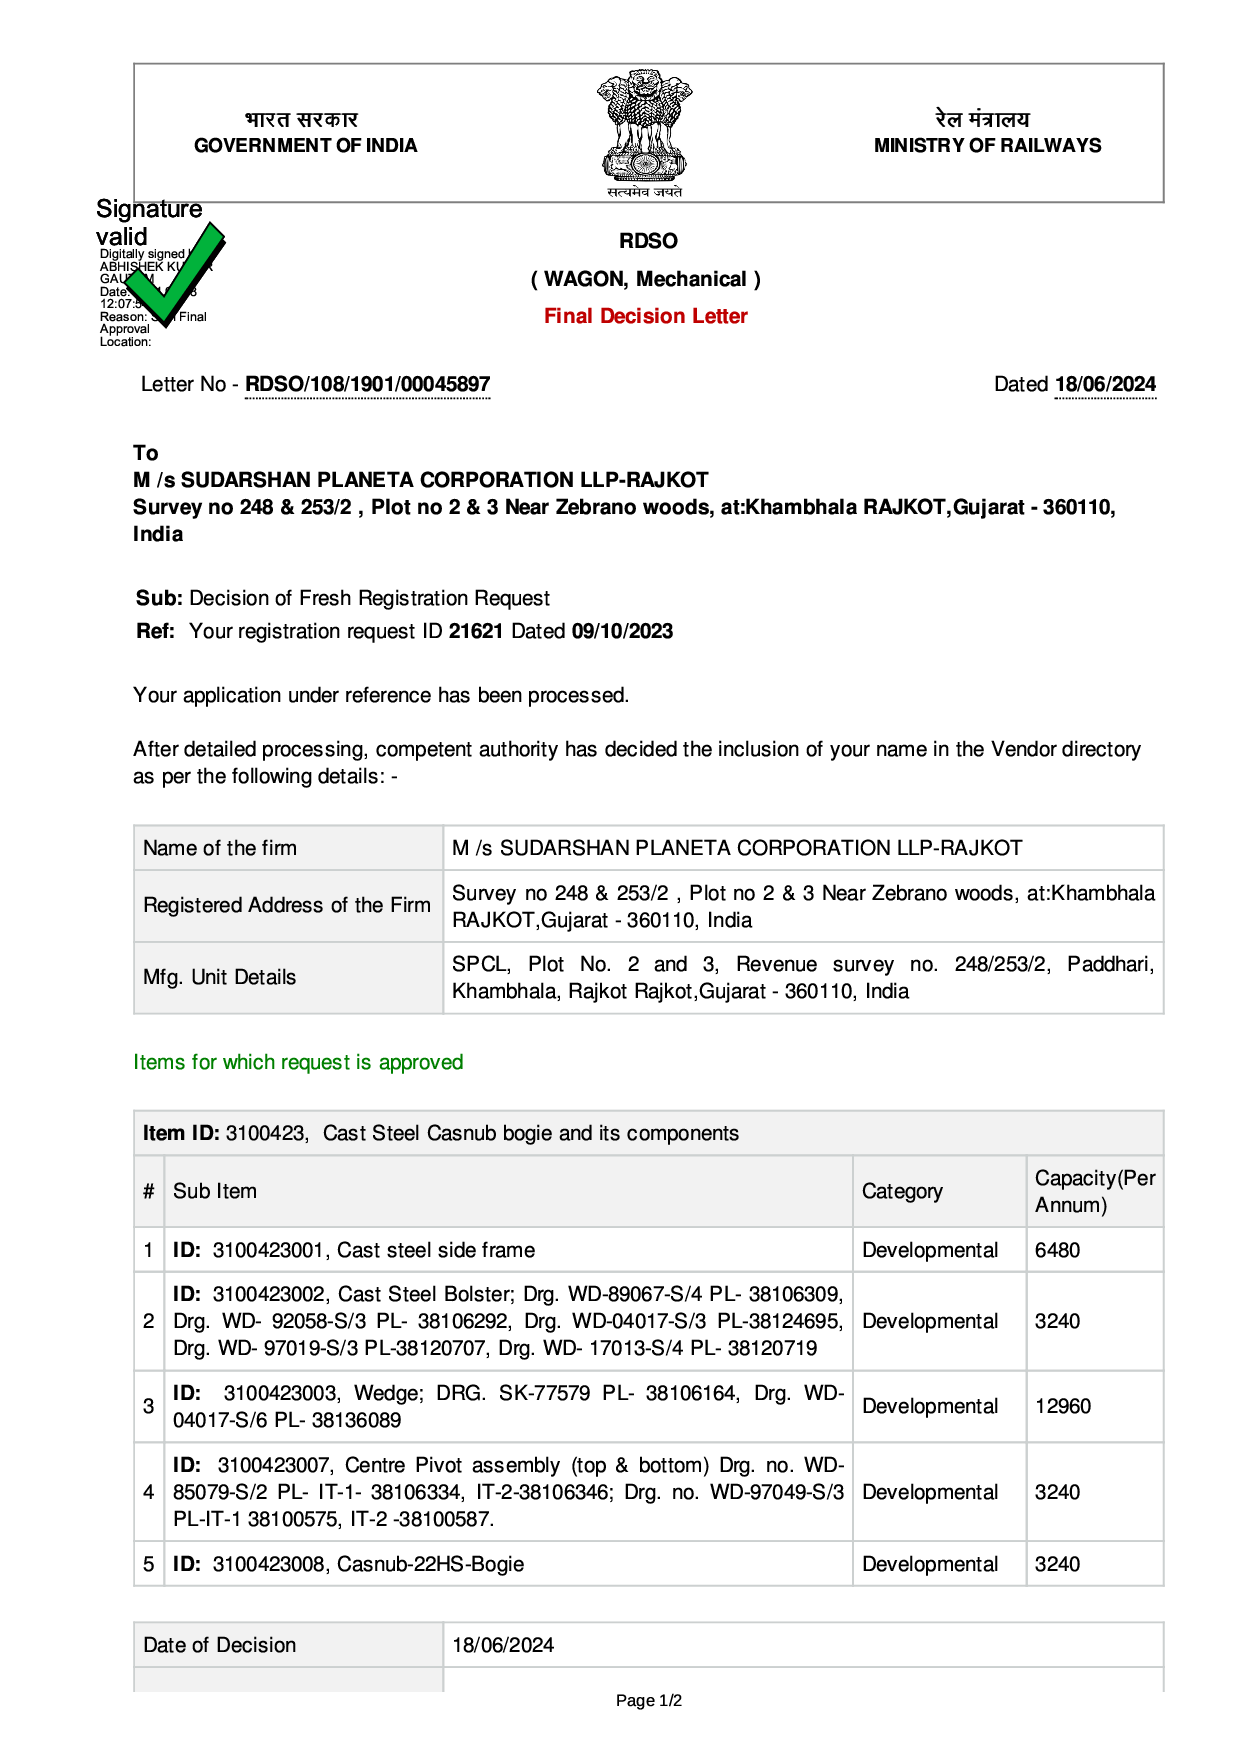 भारत सरकार
GOVERNMENT OF INDIA
सत्यमेव जयते
रेल मंत्रालय
MINISTRY OF RAILWAYS
Signature
valid
Digitally signed
ABHISHEK
Date:
Reason: Final
Approval
Location:
RDSO
( WAGON, Mechanical )
Final Decision Letter
Letter No - RDSO/108/1901/00045897 Dated 18/06/2024
To
M /s SUDARSHAN PLANETA CORPORATION LLP-RAJKOT
Survey no 248 & 253/2 , Plot no 2 & 3 Near Zebrano woods, at:Khambhala RAJKOT,Gujarat - 360110,
India
Sub: Decision of Fresh Registration Request
Ref: Your registration request ID 21621 Dated 09/10/2023
Your application under reference has been processed.
After detailed processing, competent authority has decided the inclusion of your name in the Vendor directory
as per the following details: -
Name of the firm M /s SUDARSHAN PLANETA CORPORATION LLP-RAJKOT
Registered Address of the Firm Survey no 248 & 253/2 , Plot no 2 & 3 Near Zebrano woods, at:Khambhala
RAJKOT,Gujarat - 360110, India
Mfg. Unit Details SPCL, Plot No. 2 and 3, Revenue survey no. 248/253/2, Paddhari,
Khambhala, Rajkot Rajkot,Gujarat - 360110, India
Items for which request is approved
Item ID: 3100423, Cast Steel Casnub bogie and its components
# Sub Item Category Capacity(Per
Annum)
1 ID: 3100423001, Cast steel side frame Developmental 6480
2 ID: 3100423002, Cast Steel Bolster; Drg. WD-89067-S/4 PL- 38106309,
Drg. WD- 92058-S/3 PL- 38106292, Drg. WD-04017-S/3 PL-38124695, Developmental 3240
Drg. WD- 97019-S/3 PL-38120707, Drg. WD- 17013-S/4 PL- 38120719
3 ID: 3100423003, Wedge; DRG. SK-77579 PL- 38106164, Drg. WD- Developmental 12960
04017-S/6 PL- 38136089
4 ID: 3100423007, Centre Pivot assembly (top & bottom) Drg. no. WD-
85079-S/2 PL- IT-1- 38106334, IT-2-38106346; Drg. no. WD-97049-S/3 Developmental 3240
PL-IT-1 38100575, IT-2 -38100587.
5 ID: 3100423008, Casnub-22HS-Bogie Developmental 3240
Date of Decision 18/06/2024
Page 1/2